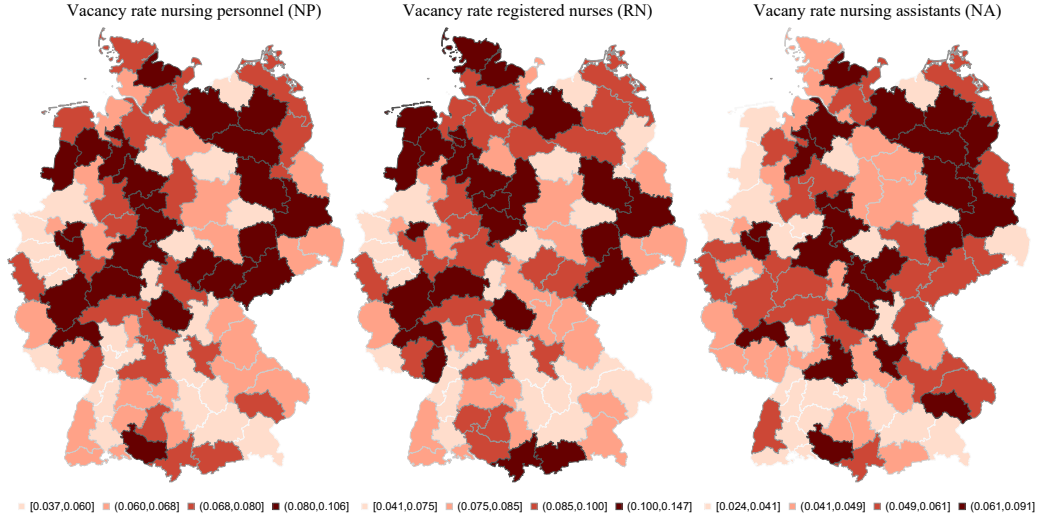 Vacancy rate nursing personnel (NP)
Vacancy rate registered nurses (RN)
Vacany rate nursing assistants (NA)
[0.037,0.060] (0.060,0.068] (0.068,0.080] (0.080,0.106]
[0.041,0.075] (0.075,0.085] (0.085,0.100] (0.100,0.147]
[0.024,0.041] (0.041,0.049] (0.049,0.061] (0.061,0.091]